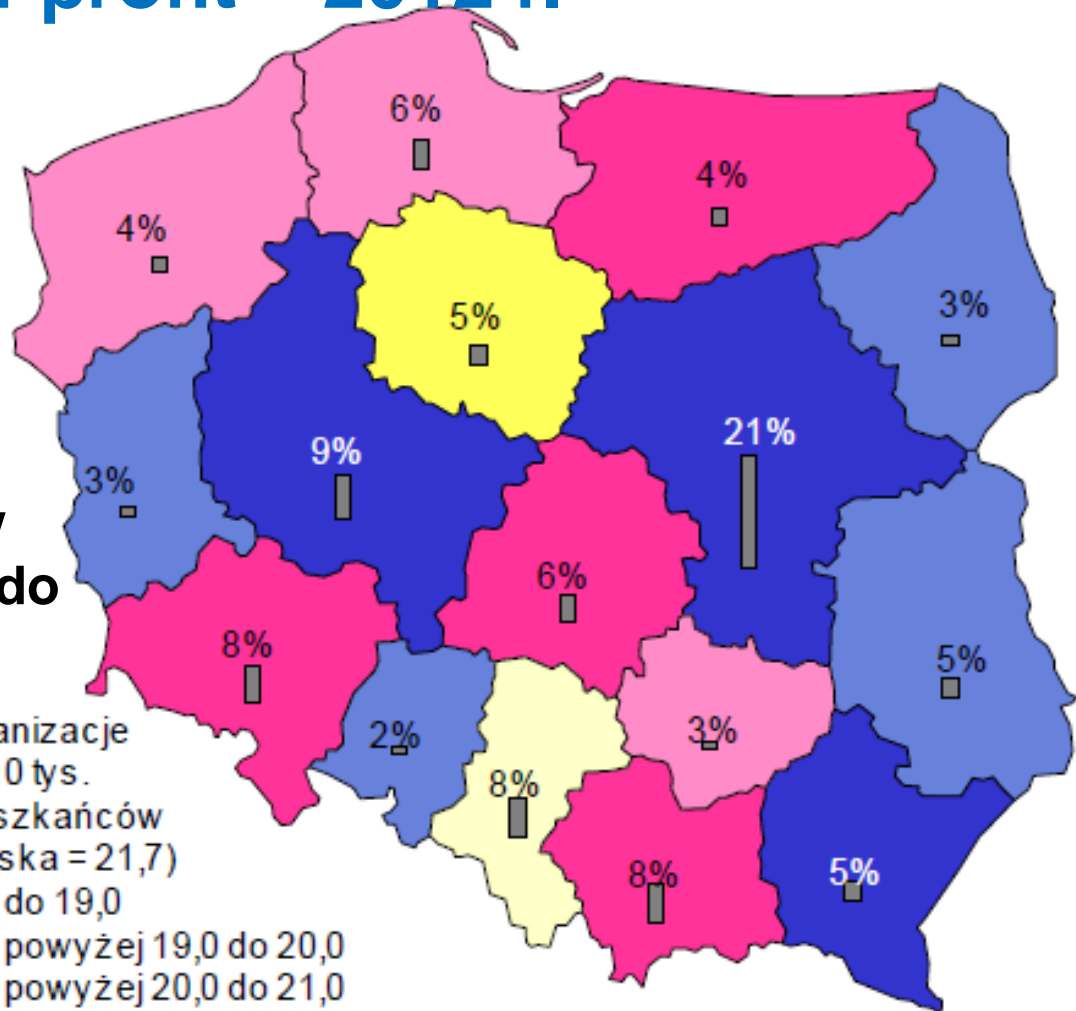 profit – 2012 r.
6%
4%
4%
5%
3%
9%
21%
3%
6%
8%
5%
2%
3%
8%
8%
5%
y
do
anizacje
0 tys.
szkańców
ska = 21,7)
do 19,0
powyżej 19,0 do 20,0
powyżej 20,0 do 21,0